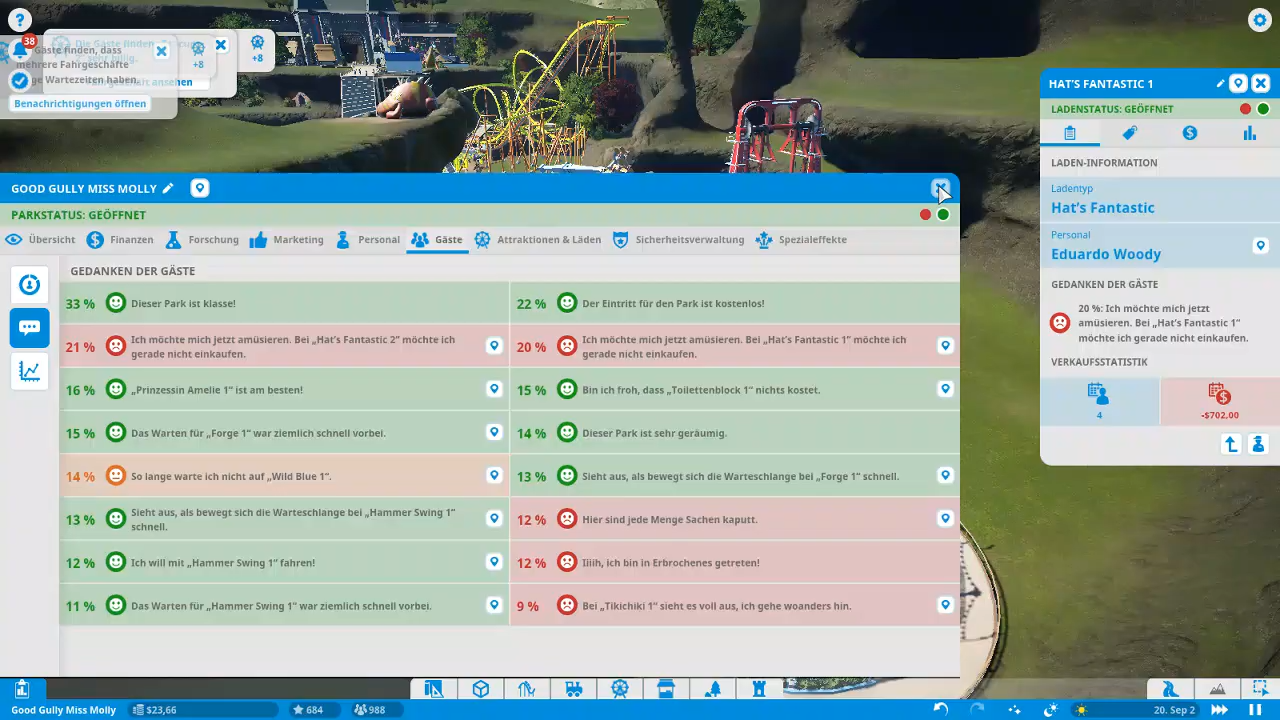 ?
38
Gäste finden, dass
mehrere Fahrgeschäfte
Wartezeiten haben.
Benachrichtigungen öffnen
ansehen
+8
+8
HAT'S FANTASTIC 1
LADENSTATUS: GEÖFFNET
LADEN-INFORMATION
Ladentyp
Hat's Fantastic
Personal
Eduardo Woody
GEDANKEN DER GÄSTE
20 %: Ich möchte mich jetzt
amüsieren. Bei „Hat's Fantastic 1“
möchte ich gerade nicht einkaufen.
VERKAUFSSTATISTIK
4
-$702,00
GOOD GULLY MISS MOLLY
PARKSTATUS: GEÖFFNET
Übersicht
Finanzen
Forschung
Marketing
Personal
Gäste
Attraktionen & Läden
Sicherheitsverwaltung
Spezialeffekte
GEDANKEN DER GÄSTE
33 % Dieser Park ist klasse!
22 % Der Eintritt für den Park ist kostenlos!
21 % Ich möchte mich jetzt amüsieren. Bei „Hat's Fantastic 2“ möchte ich
gerade nicht einkaufen.
20 % Ich möchte mich jetzt amüsieren. Bei „Hat's Fantastic 1“ möchte ich
gerade nicht einkaufen.
16 % „Prinzessin Amelie 1“ ist am besten!
15 % Bin ich froh, dass „Toilettenblock 1“ nichts kostet.
15 % Das Warten für „Forge 1“ war ziemlich schnell vorbei.
14 % Dieser Park ist sehr geräumig.
14 % So lange warte ich nicht auf „Wild Blue 1“.
13 % Sieht aus, als bewegt sich die Warteschlange bei „Forge 1“ schnell.
13 % Sieht aus, als bewegt sich die Warteschlange bei „Hammer Swing 1“
schnell.
12 % Hier sind jede Menge Sachen kaputt.
12 % Ich will mit „Hammer Swing 1“ fahren!
12 % Iiiih, ich bin in Erbrochenes getreten!
11 % Das Warten für „Hammer Swing 1“ war ziemlich schnell vorbei.
9 % Bei „Tikichiki 1“ sieht es voll aus, ich gehe woanders hin.
Good Gully Miss Molly
$23,66
684
988
20. Sep 2